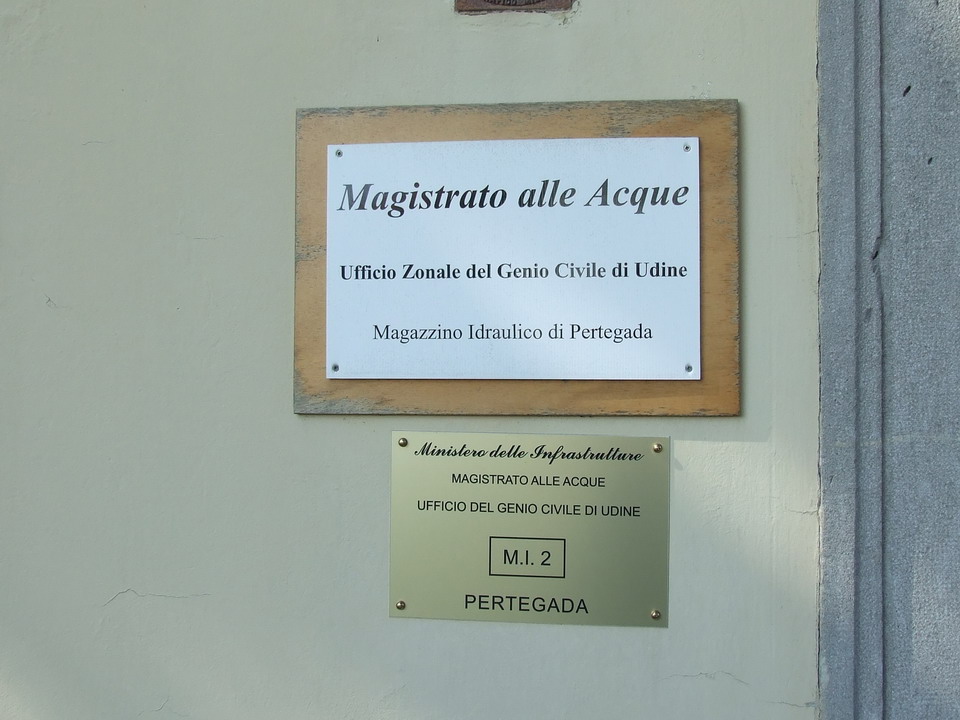 Magistrato alle Acque
Ufficio Zonale del Genio Civile di Udine
Magazzino Idraulico di Pertegada
Ministero delle Infrastrutture
MAGISTRATO ALLE ACQUE
UFFICIO DEL GENIO CIVILE DI UDINE
M.I. 2
PERTEGADA